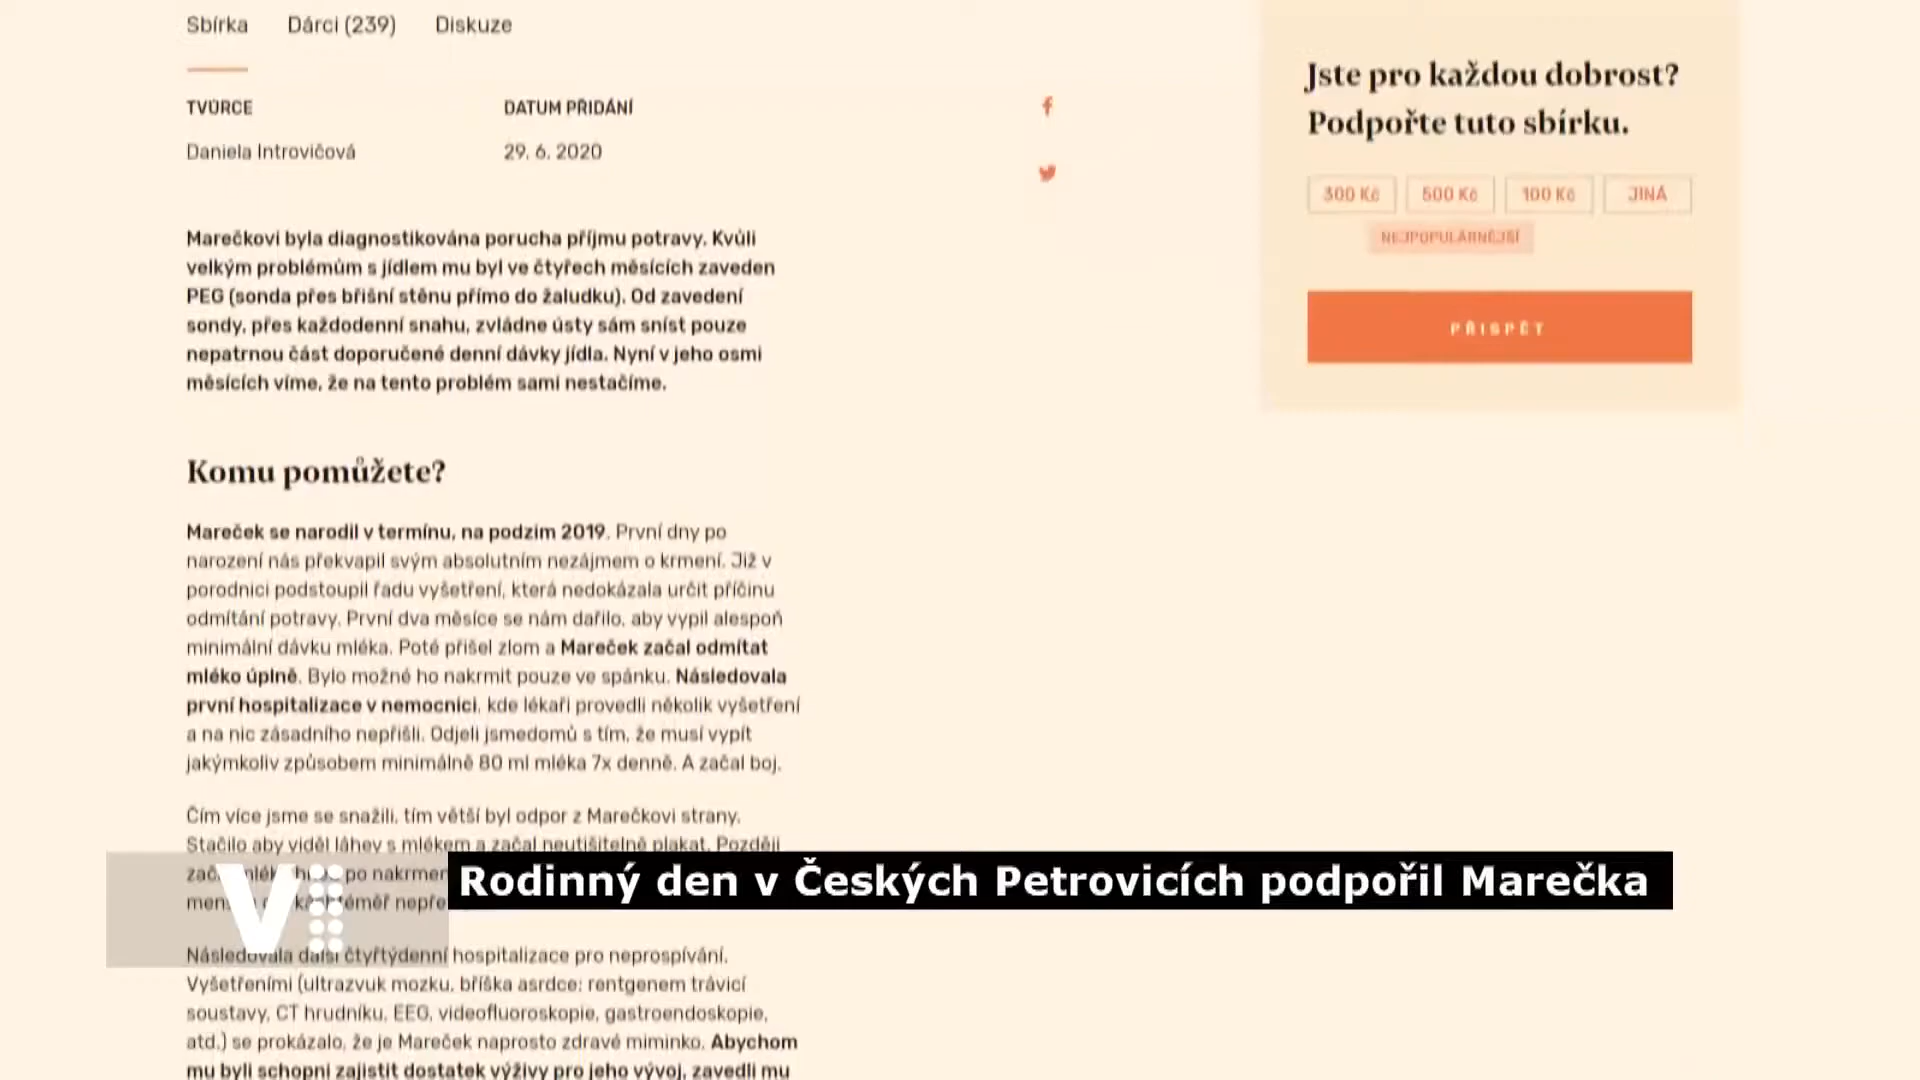 Sbírka Dárci (239) Diskuze
TVŮRCE DATUM PŘIDÁNÍ
Daniela Introvičová 29. 6. 2020
Marečkovi byla diagnostikována porucha příjmu potravy. Kvůli
velkým problémům s jídlem mu byl ve čtyřech měsících zaveden
PEG (sonda přes břišní stěnu přímo do žaludku). Od zavedení
sondy, přes každodenní snahu, zvládne ústy sám sníst pouze
nepatrnou část doporučené denní dávky jídla. Nyní v jeho osmi
měsících víme, že na tento problém sami nestačíme.
Komu pomůžete?
Mareček se narodil v termínu, na podzim 2019. První dny po
narození nás překvapil svým absolutním nezájmem o krmení. Již v
porodnici podstoupil řadu vyšetření, která nedokázala určit příčinu
odmítání potravy. První dva měsíce se nám dařilo, aby vypil alespoň
minimální dávku mléka. Poté přišel zlom a Mareček začal odmítat
mléko úplně. Bylo možné ho nakrmit pouze ve spánku. Následovala
první hospitalizace v nemocnici, kde lékaři provedli několik vyšetření
a na nic zásadního nepřišli. Odjeli jsmedomů s tím, že musí vypít
jakýmkoliv způsobem minimálně 80 ml mléka 7x denně. A začal boj.
Čím více jsme se snažili, tím větší byl odpor z Marečkovi strany.
Stačilo aby viděl láhev s mlékem a začal neutišitelně plakat. Později
po
Následovala další čtyřtýdenní hospitalizace pro neprospívání.
Vyšetřeními (ultrazvuk mozku, bříška asrdce; rentgenem trávicí
soustavy, CT hrudníku, EEG, videofluoroskopie, gastroendoskopie,
atd.) se prokázalo, že je Mareček naprosto zdravé miminko. Abychom
mu byli schopni zajistit dostatek výživy pro jeho vývoj, zavedli mu
Jste pro každou dobrost?
Podpořte tuto sbírku.
300 Kč 500 Kč 100 Kč JINÁ
NEJPOPULÁRNĚJŠÍ
PŘISPĚT
Rodinný den v Českých Petrovicích podpořil Marečka